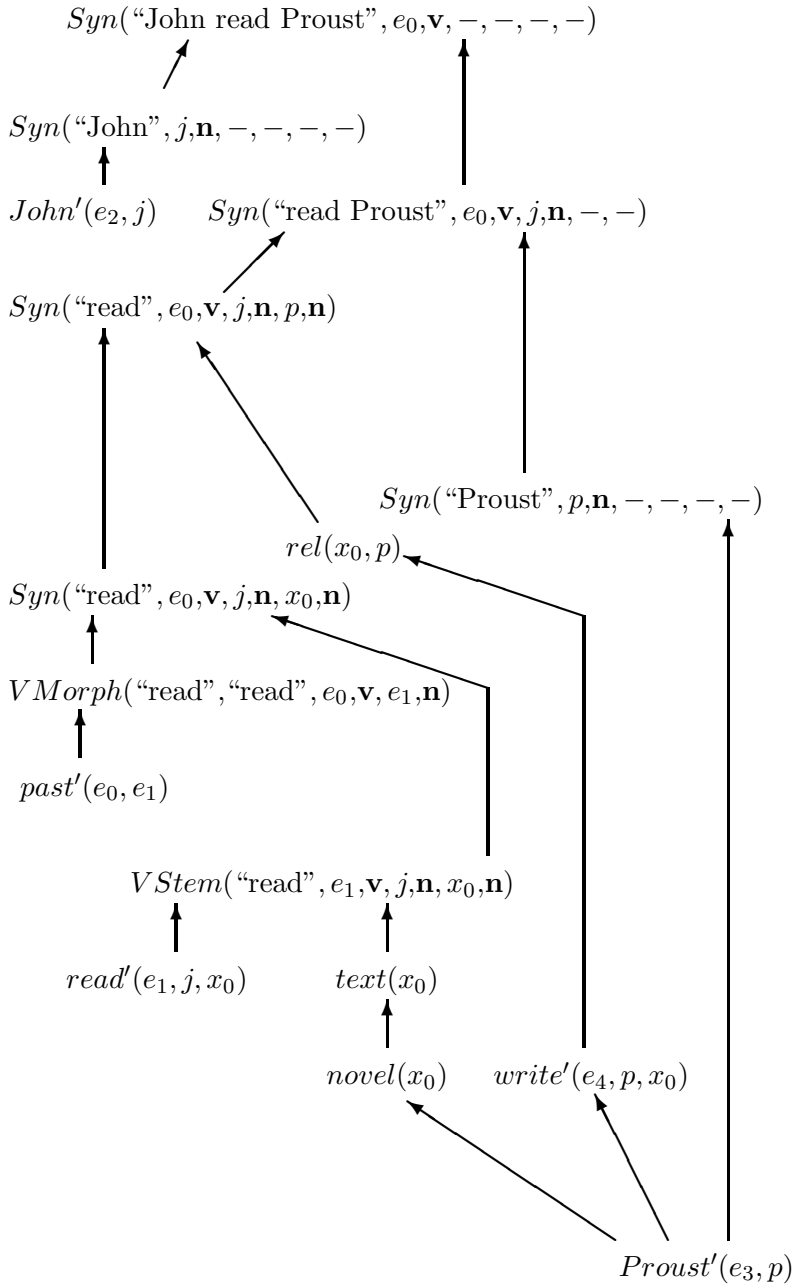 Syn(“John read Proust”, e₀,v, −, −, −, −)
Syn(“John”, j,n, −, −, −, −)
John′(e₂, j) Syn(“read Proust”, e₀,v, j,n, −, −)
Syn(“read”, e₀,v, j,n, p,n)
Syn(“Proust”, p,n, −, −, −, −)
rel(x₀, p)
Syn(“read”, e₀,v, j,n, x₀,n)
VMorph(“read”,“read”, e₀,v, e₁,n)
past′(e₀, e₁)
VStem(“read”, e₁,v, j,n, x₀,n)
read′(e₁, j, x₀) text(x₀)
novel(x₀) write′(e₄, p, x₀)
Proust′(e₃, p)